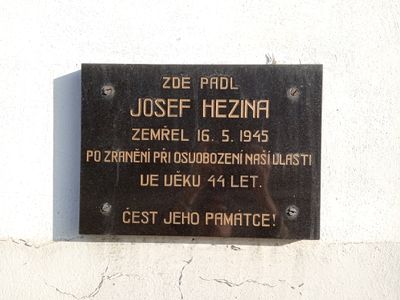 ZDE PADL
JOSEF HEZINA
ZEMŘEL 16. 5. 1945
PO ZRANĚNÍ PŘI OSVOBOZENÍ NAŠÍ VLASTI
VE VĚKU 44 LET.
ČEST JEHO PAMÁTCE!